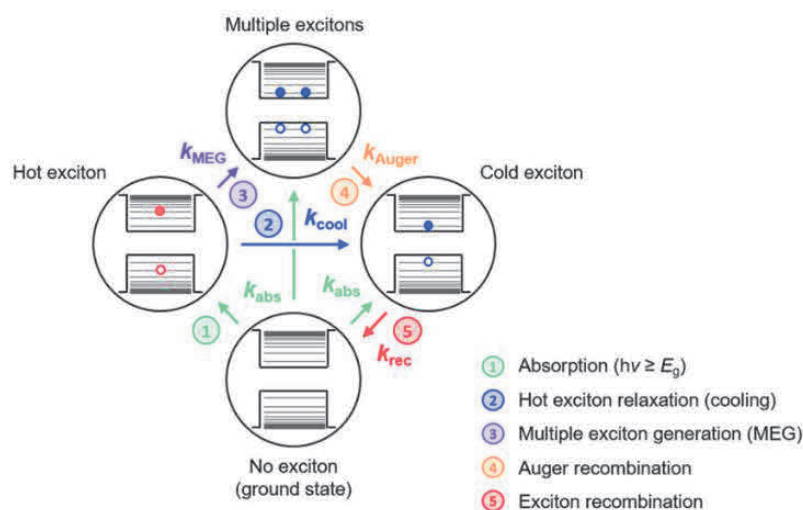 Multiple excitons
k_MEG
k_Auger
Hot exciton
Cold exciton
3
4
2
k_cool
k_abs
k_abs
1
5
k_rec
No exciton
(ground state)
1 Absorption (hν ≥ E_g)
2 Hot exciton relaxation (cooling)
3 Multiple exciton generation (MEG)
4 Auger recombination
5 Exciton recombination